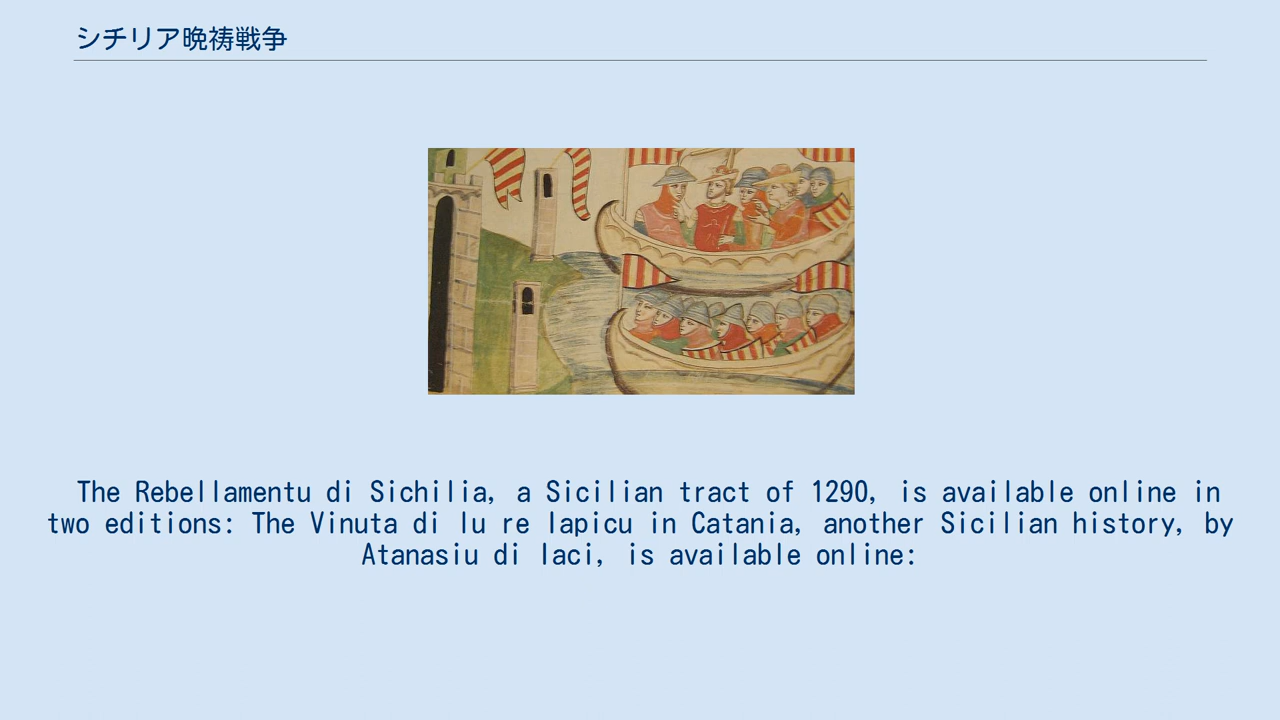 シチリア晩祷戦争
The Rebellamentu di Sichilia, a Sicilian tract of 1290, is available online in
two editions: The Vinuta di lu re Iapicu in Catania, another Sicilian history, by
Atanasiu di Iaci, is available online: